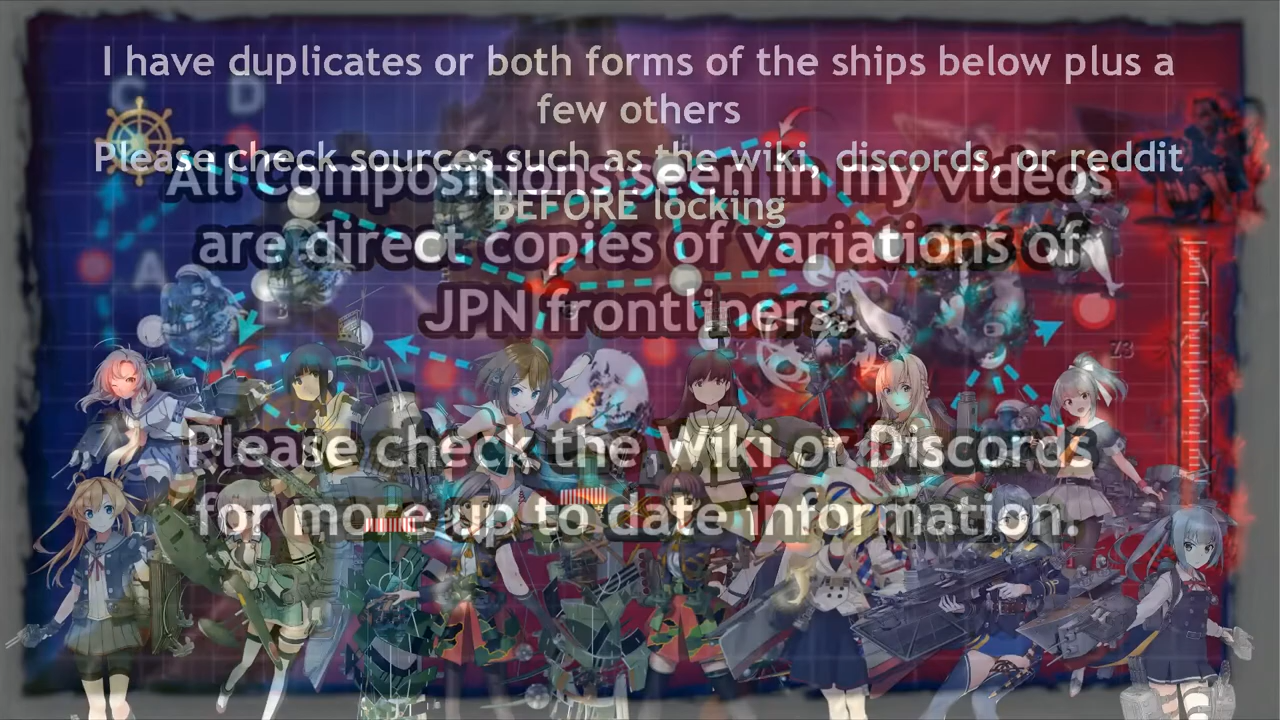 I have duplicates or both forms of the ships below plus a
few others
Please check sources such as the wiki, discords, or reddit
BEFORE locking
All compositions seen in my videos
are direct copies of variations of
JPN frontliners.
Please check the Wiki or Discords
for more up to date information.
C
D
A
Z3